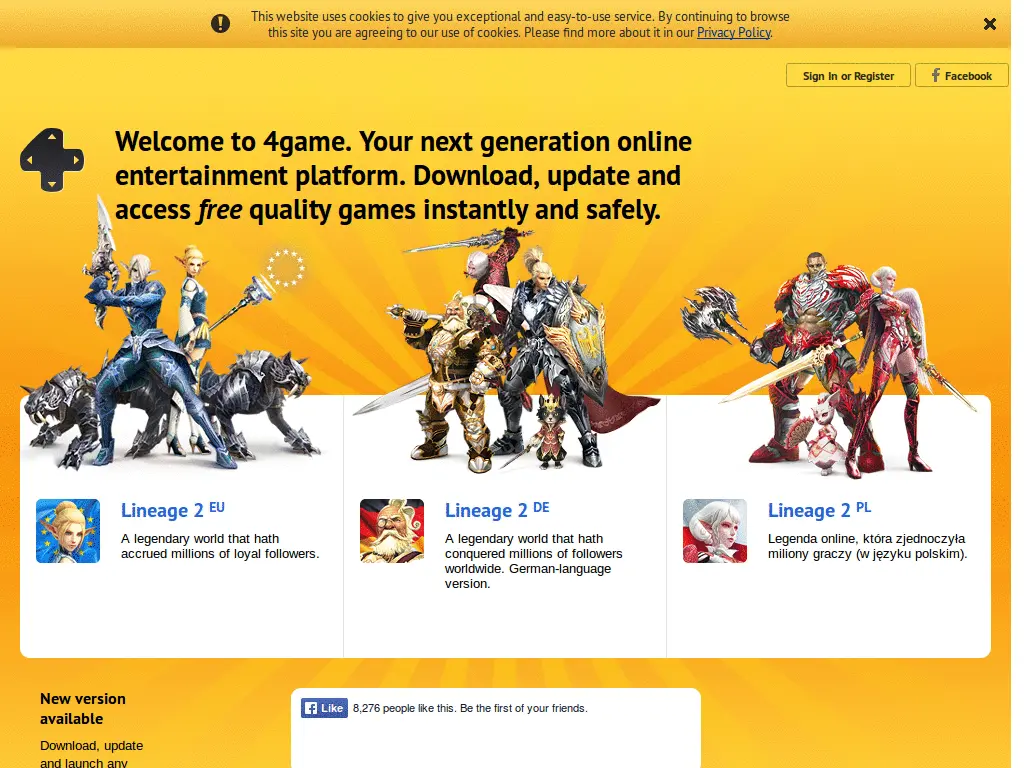 This website uses cookies to give you exceptional and easy-to-use service. By continuing to browse
this site you are agreeing to our use of cookies. Please find more about it in our Privacy Policy.
Sign In or Register
Facebook
Welcome to 4game. Your next generation online
entertainment platform. Download, update and
access free quality games instantly and safely.
Lineage 2 EU
A legendary world that hath
accrued millions of loyal followers.
Lineage 2 DE
A legendary world that hath
conquered millions of followers
worldwide. German-language
version.
Lineage 2 PL
Legenda online, która zjednoczyła
miliony graczy (w języku polskim).
New version
available
Download, update
and launch any
Like
8,276 people like this. Be the first of your friends.